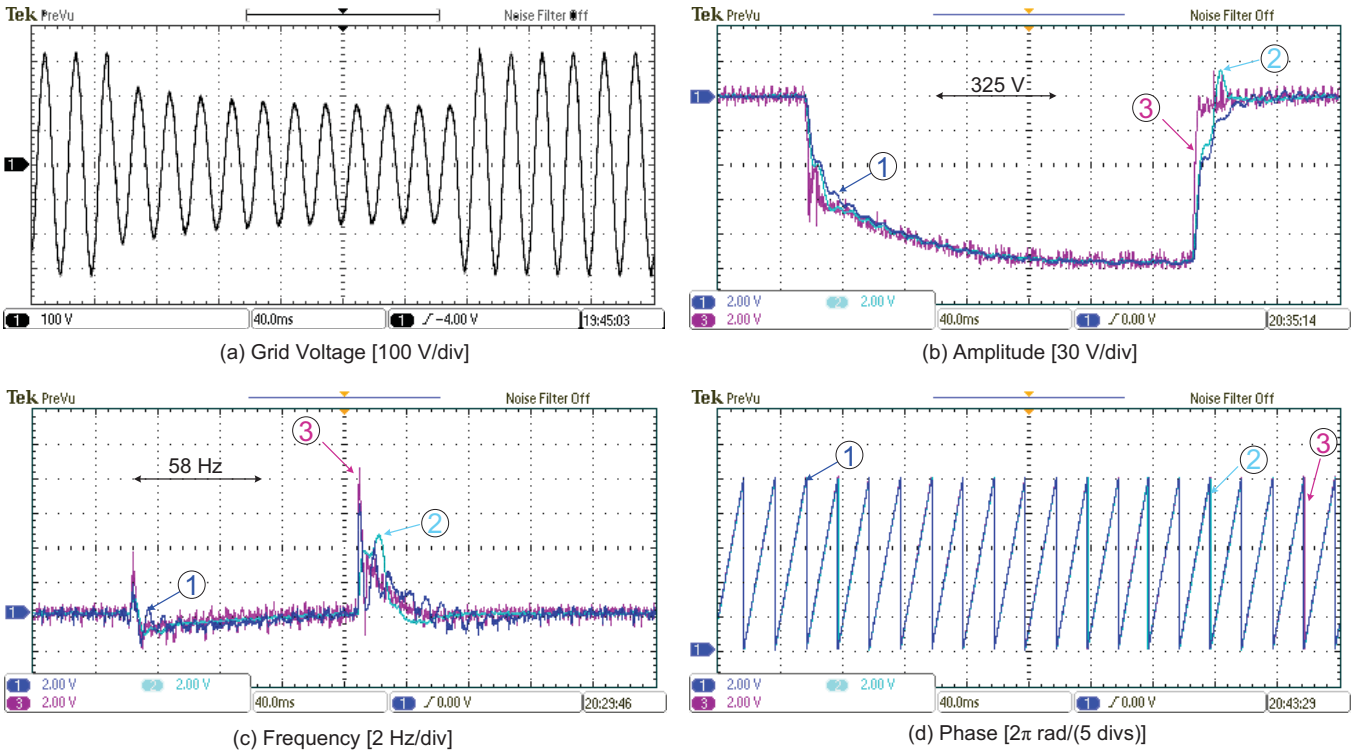 Tek PreVu Noise Filter Off
1
1 100 V 40.0ms 1 -4.00 V 19:45:03
(a) Grid Voltage [100 V/div]
Tek PreVu Noise Filter Off
2
325 V
1
3
1
1 2.00 V 2 2.00 V
3 2.00 V 40.0ms 1 0.00 V 20:35:14
(b) Amplitude [30 V/div]
Tek PreVu Noise Filter Off
3
58 Hz
2
1
1
1 2.00 V 2 2.00 V
3 2.00 V 40.0ms 1 0.00 V 20:29:46
(c) Frequency [2 Hz/div]
Tek PreVu Noise Filter Off
1 2 3
1
1 2.00 V 2 2.00 V
3 2.00 V 40.0ms 1 0.00 V 20:43:29
(d) Phase [2π rad/(5 divs)]